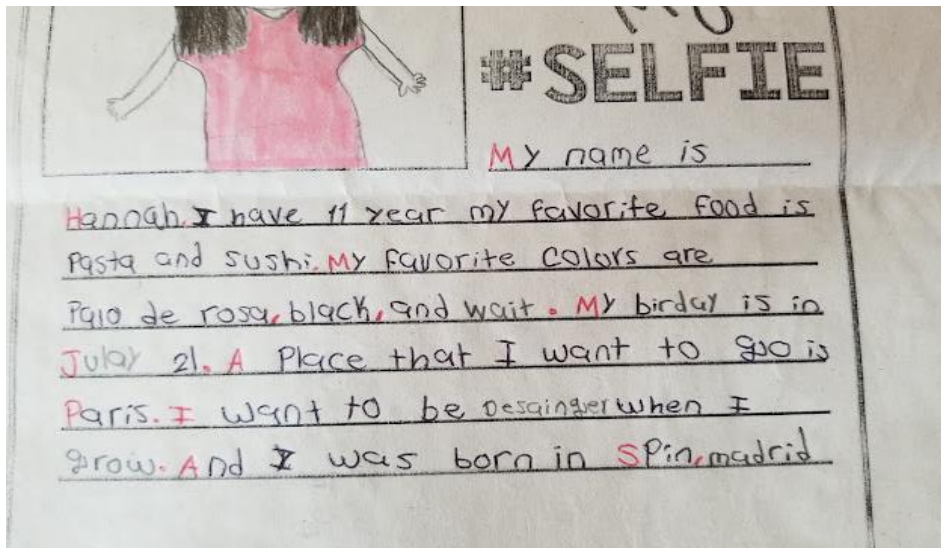 My
#SELFIE
My name is
Hannah. I have 11 year my favorite food is
Pasta and sushi. My favorite colors are
Palo de rosa, black, and wait. My birday is in
Julay 21. A Place that I want to goo is
Paris. I want to be Desainger when I
grow. And I was born in SPin, madrid